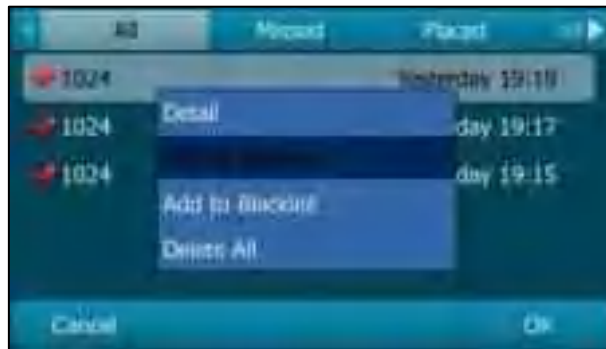 All Missed Placed
1024 Yesterday 19:19
Detail
1024 day 19:17
1024 day 19:15
Add to Blacklist
Delete All
Cancel OK